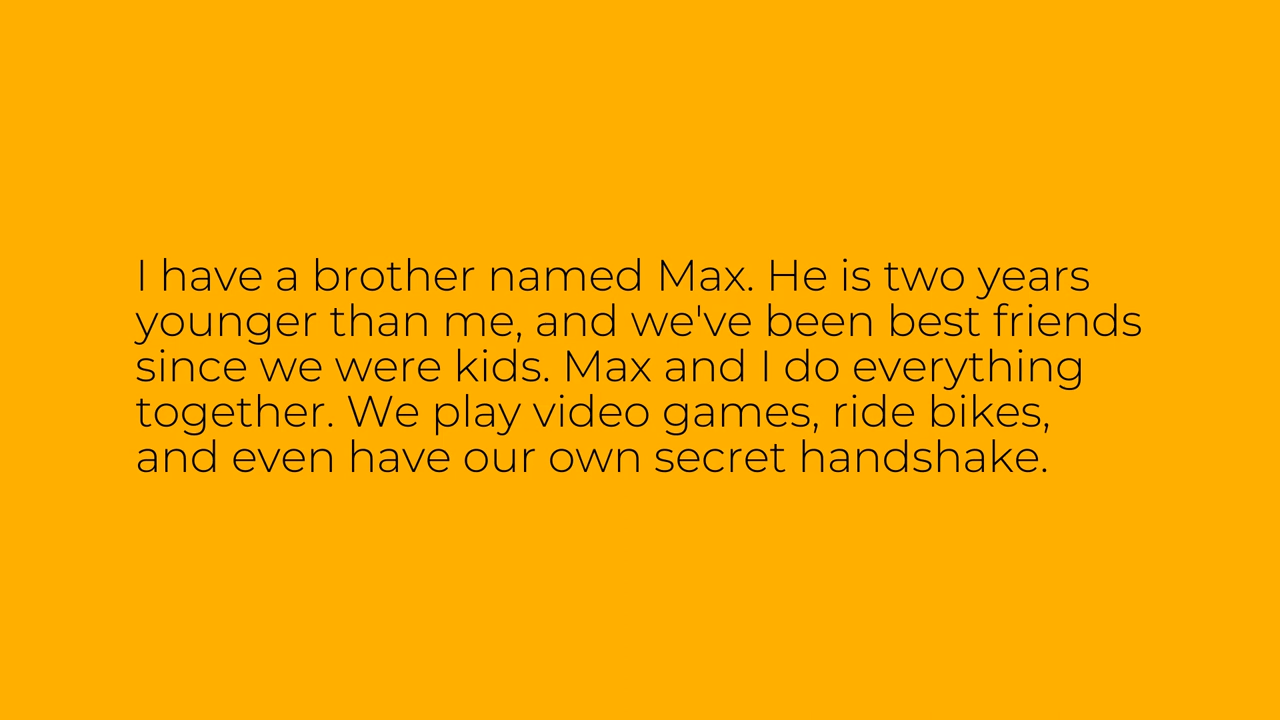 I have a brother named Max. He is two years
younger than me, and we've been best friends
since we were kids. Max and I do everything
together. We play video games, ride bikes,
and even have our own secret handshake.